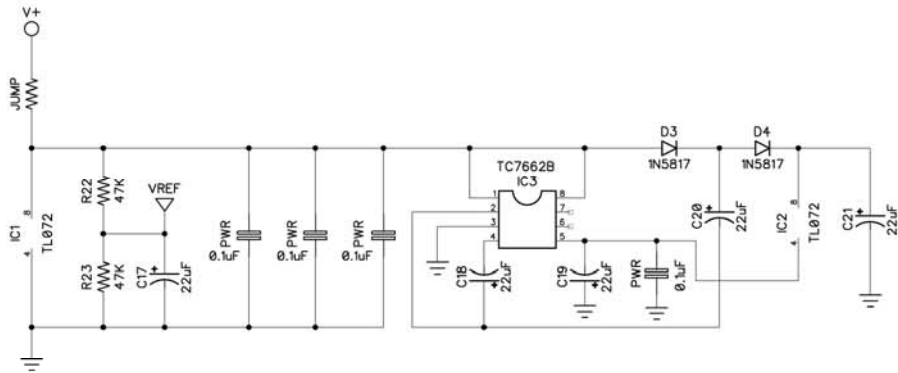 V+
JUMP
D3
1N5817
D4
1N5817
TC7662B
IC3
1
2
3
4
8
7
6
5
R22
47K
VREF
IC1
8
4
TL072
R23
47K
C17
+
22uF
PWR
0.1uF
PWR
0.1uF
PWR
0.1uF
C18
+
22uF
C19
+
22uF
PWR
0.1uF
C20
+
22uF
IC2
8
4
TL072
C21
+
22uF